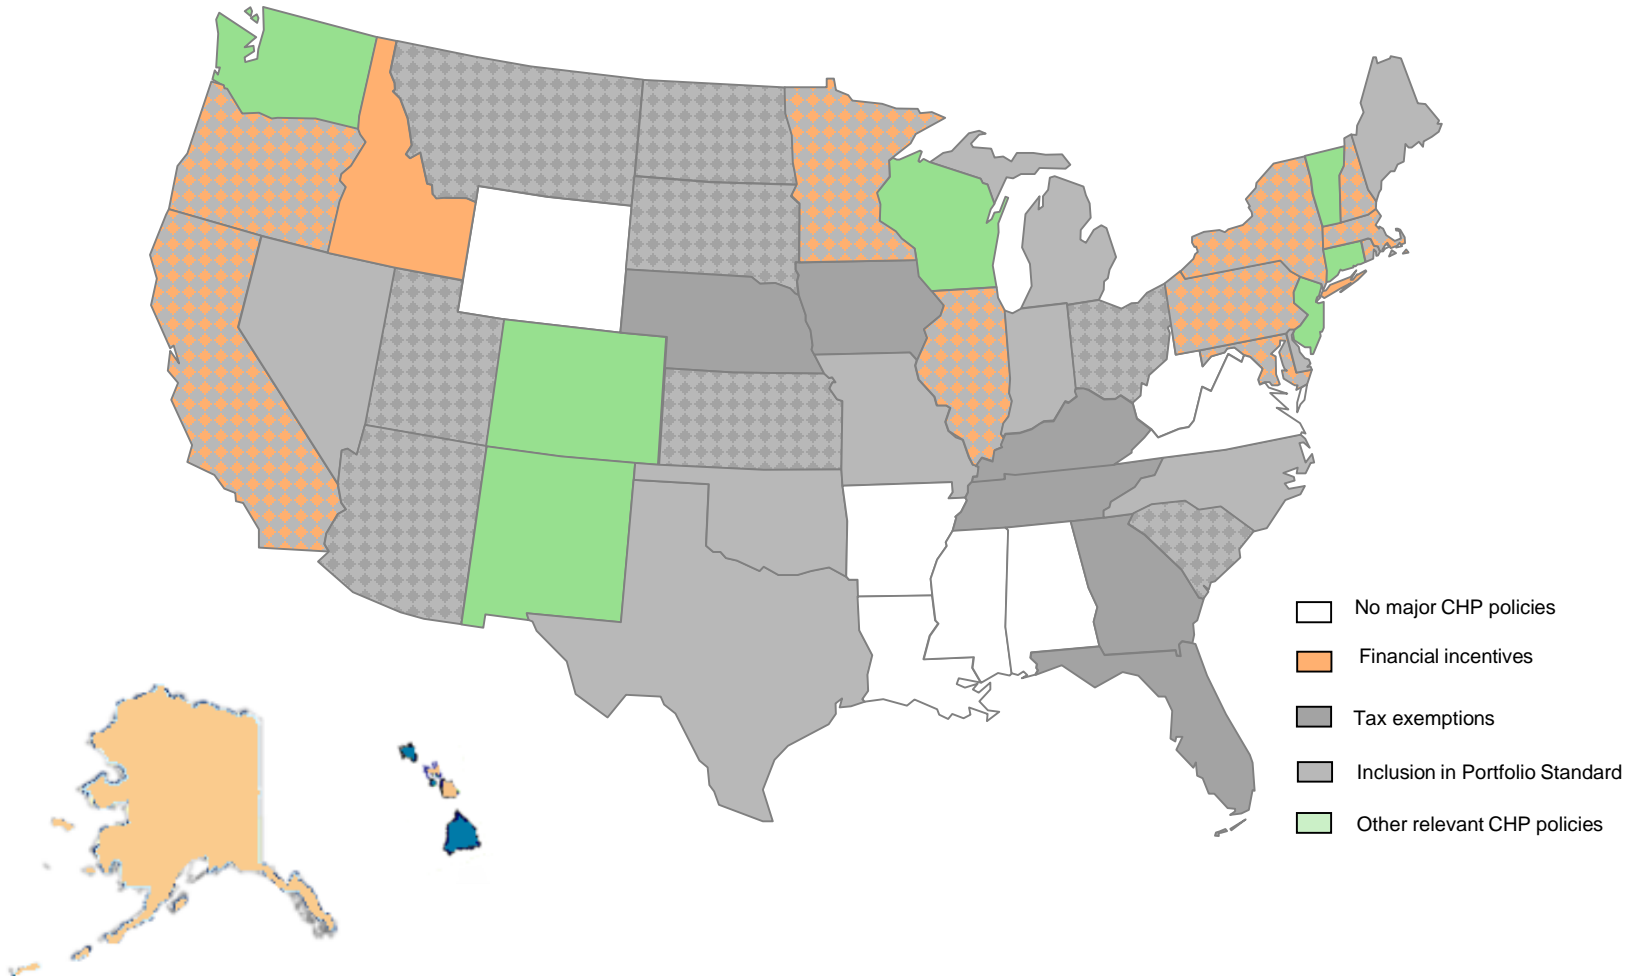 No major CHP policies
Financial incentives
Tax exemptions
Inclusion in Portfolio Standard
Other relevant CHP policies